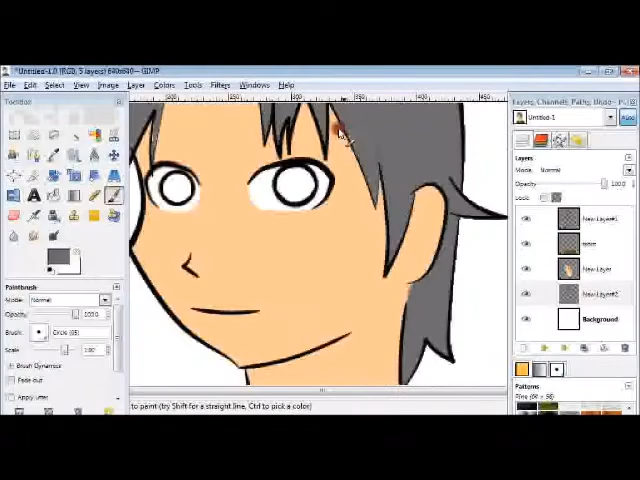 *Untitled-1.0 (RGB, 5 layers) 640x640 – GIMP
File Edit Select View Image Layer Colors Tools Filters Windows Help
Toolbox
Paintbrush
Mode: Normal
Opacity: 100.0
Brush: Circle (05)
Scale: 1.00
Brush Dynamics
Fade out
Apply Jitter
to paint (try Shift for a straight line, Ctrl to pick a color)
Layers, Channels, Paths, Undo - P...
Untitled-1
Auto
Layers
Mode: Normal
Opacity: 100.0
Lock:
New Layer#1
New Layer
New Layer#2
Background
Patterns
Pine (64 × 56)